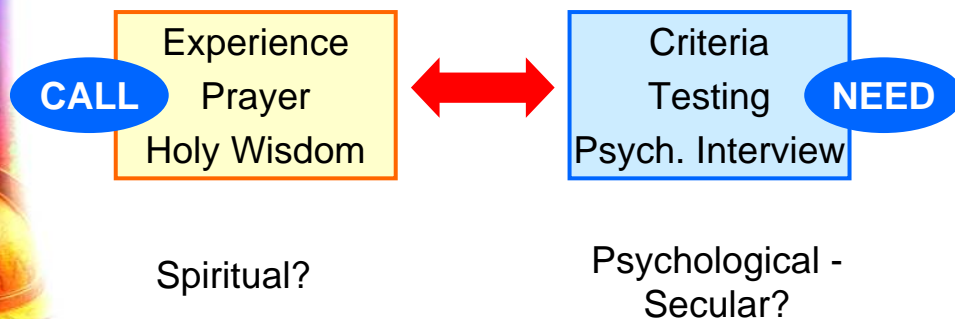 CALL
Experience
Prayer
Holy Wisdom
Criteria
Testing
Psych. Interview
NEED
Spiritual?
Psychological -
Secular?